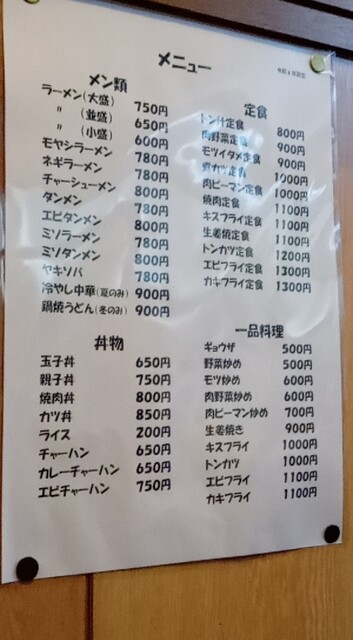 メニュー
メン類
ラーメン(大盛) 750円
〃 (並盛) 650円
〃 (小盛) 600円
モヤシラーメン 780円
ネギラーメン 780円
チャーシューメン 800円
タンメン 780円
エビタンメン 800円
ミソラーメン 780円
ミソタンメン 800円
ヤキソバ 780円
冷やし中華(夏のみ) 900円
鍋焼うどん(冬のみ) 900円
丼物
玉子丼 650円
親子丼 750円
焼肉丼 800円
カツ丼 850円
ライス 200円
チャーハン 650円
カレーチャーハン 650円
エビチャーハン 750円
定食
トン汁定食 800円
肉野菜定食 900円
モツイタメ定食 900円
煮カツ定食 1000円
肉ピーマン定食 1000円
焼肉定食 1100円
キスフライ定食 1100円
生姜焼定食 1100円
トンカツ定食 1200円
エビフライ定食 1300円
カキフライ定食 1300円
一品料理
ギョウザ 500円
野菜炒め 500円
モツ炒め 600円
肉野菜炒め 600円
肉ピーマン炒め 700円
生姜焼き 900円
キスフライ 1000円
トンカツ 1000円
エビフライ 1100円
カキフライ 1100円